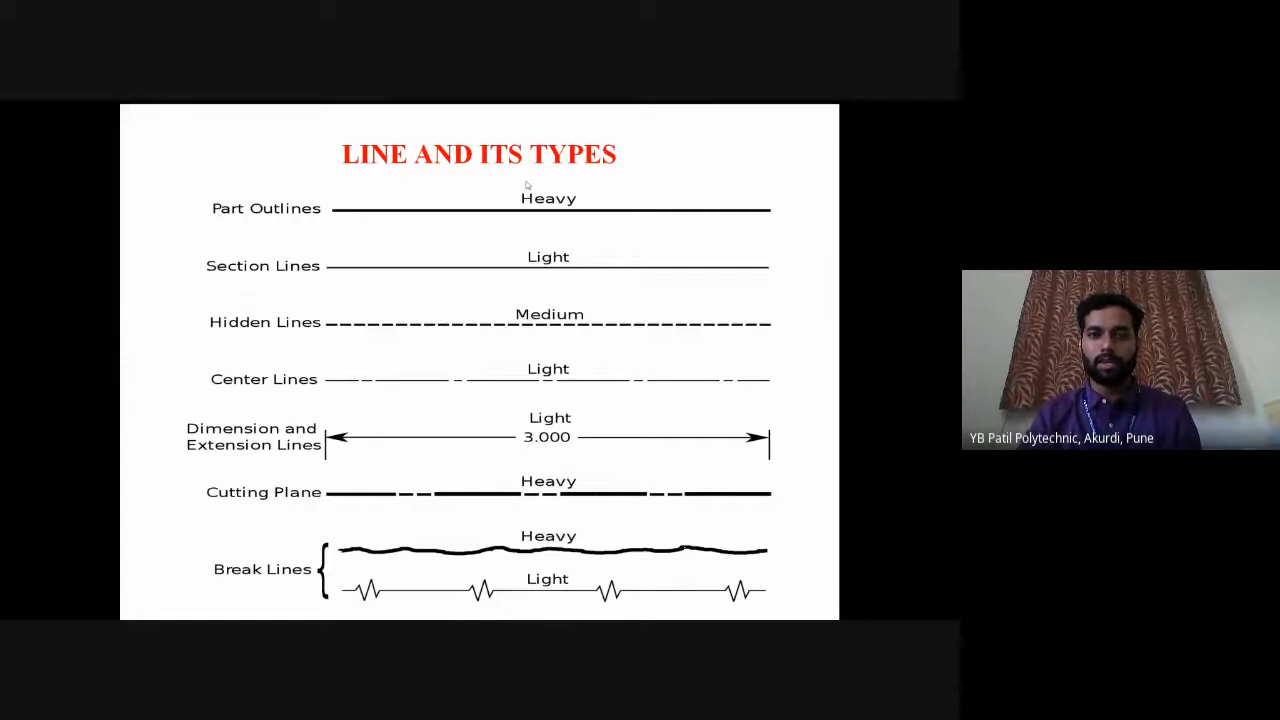 LINE AND ITS TYPES
Heavy
Part Outlines
Light
Section Lines
Medium
Hidden Lines
Light
Center Lines
Light
Dimension and
Extension Lines
3.000
Heavy
Cutting Plane
Heavy
Break Lines
Light
YB Patil Polytechnic, Akurdi, Pune